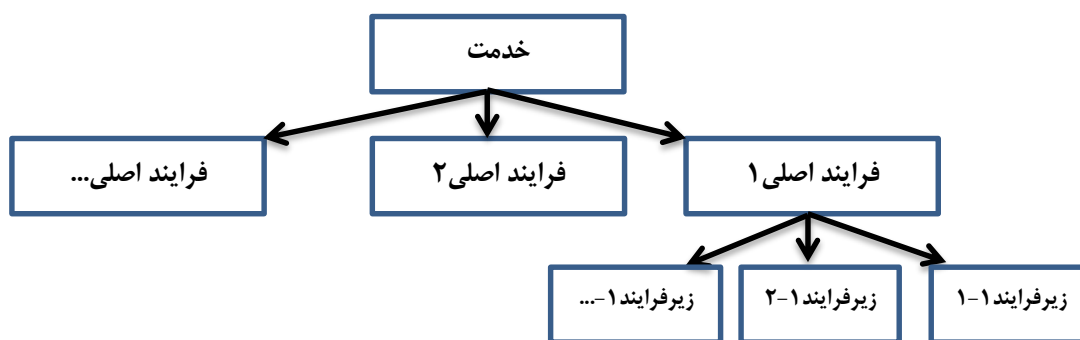 خدمت
فرایند اصلی۱
فرایند اصلی۲
فرایند اصلی...
زیرفرایند۱-۱
زیرفرایند۱-۲
زیرفرایند۱-...